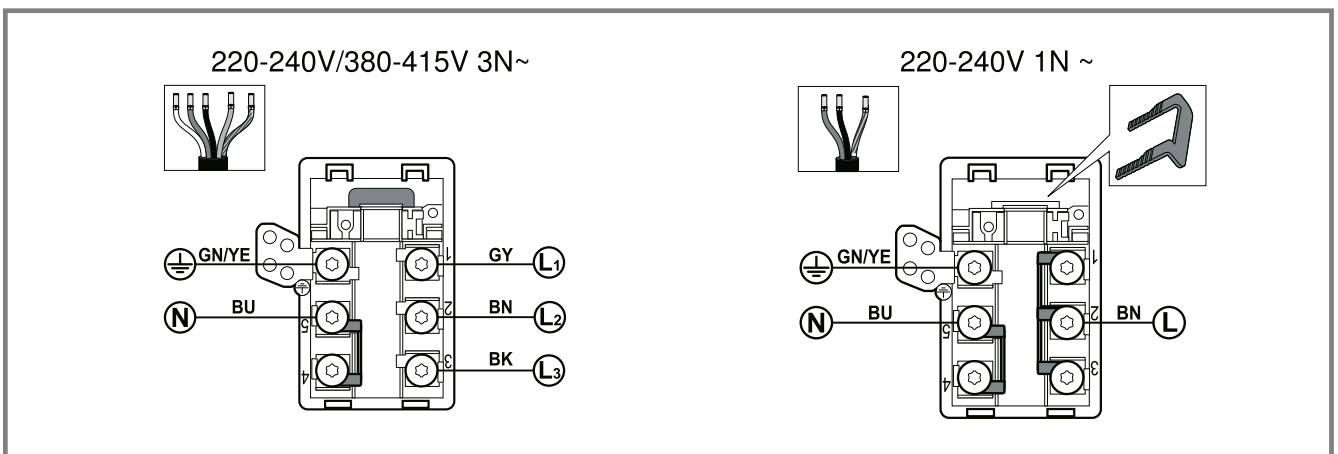 220-240V/380-415V 3N~
GN/YE
1
GY
L1
N
BU
5
2
BN
L2
4
3
BK
L3
220-240V 1N ~
GN/YE
1
N
BU
5
2
BN
L
4
3